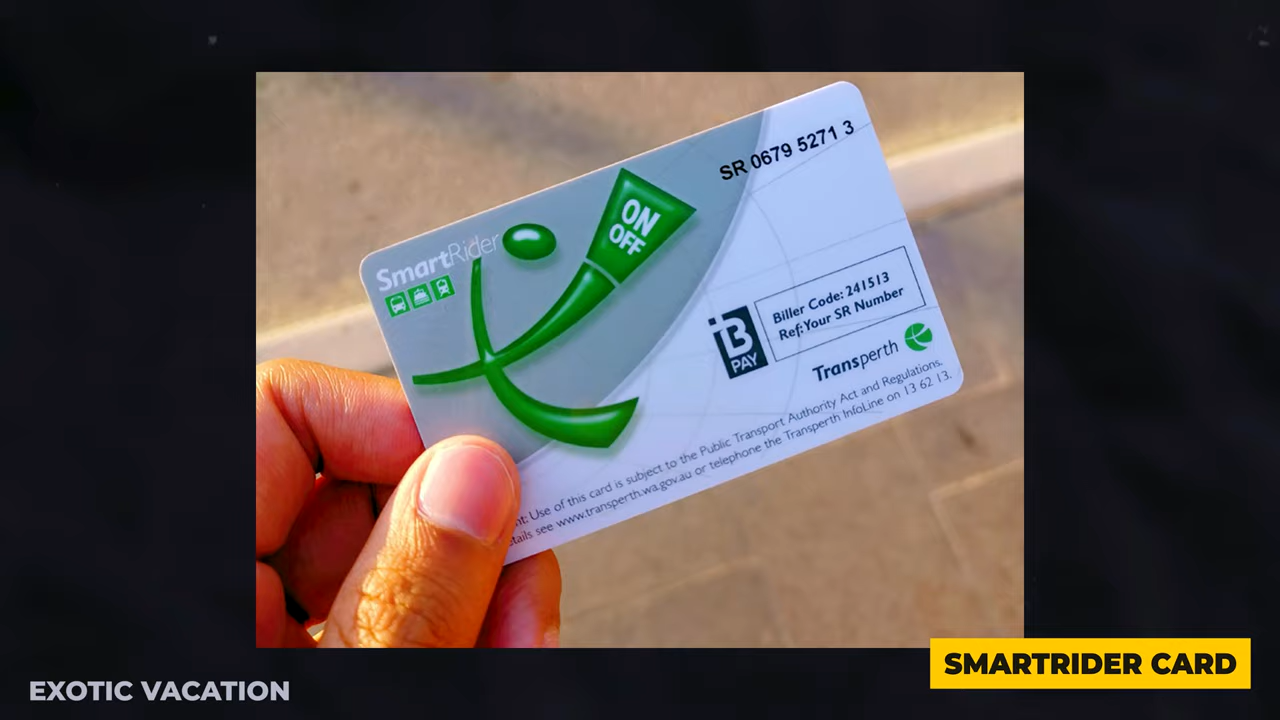 SR 0679 5271 3
SmartRider
ON
OFF
B
PAY
Biller Code: 241513
Ref: Your SR Number
Transperth
nt: Use of this card is subject to the Public Transport Authority Act and Regulations.
etails see www.transperth.wa.gov.au or telephone the Transperth InfoLine on 13 62 13.
SMARTRIDER CARD
EXOTIC VACATION